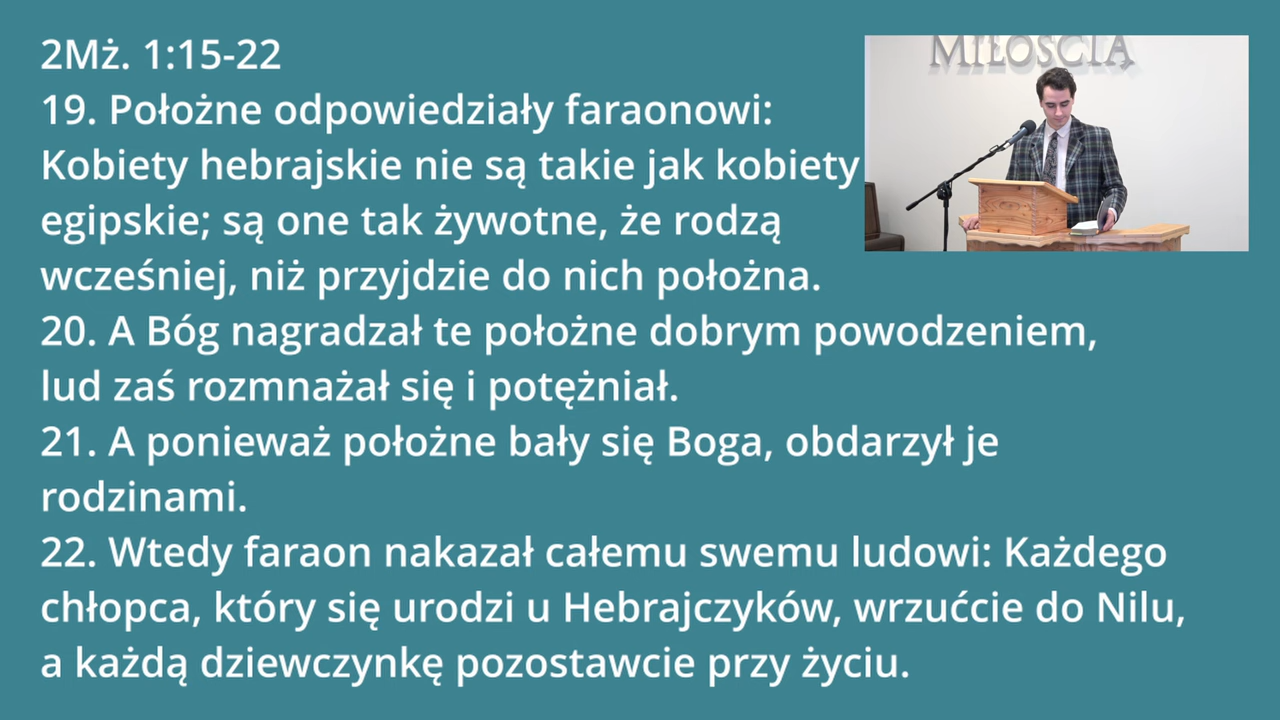 2Mż. 1:15-22
19. Położne odpowiedziały faraonowi:
Kobiety hebrajskie nie są takie jak kobiety
egipskie; są one tak żywotne, że rodzą
wcześniej, niż przyjdzie do nich położna.
20. A Bóg nagradzał te położne dobrym powodzeniem,
lud zaś rozmnażał się i potężniał.
21. A ponieważ położne bały się Boga, obdarzył je
rodzinami.
22. Wtedy faraon nakazał całemu swemu ludowi: Każdego
chłopca, który się urodzi u Hebrajczyków, wrzućcie do Nilu,
a każdą dziewczynkę pozostawcie przy życiu.
MIŁOŚCIĄ